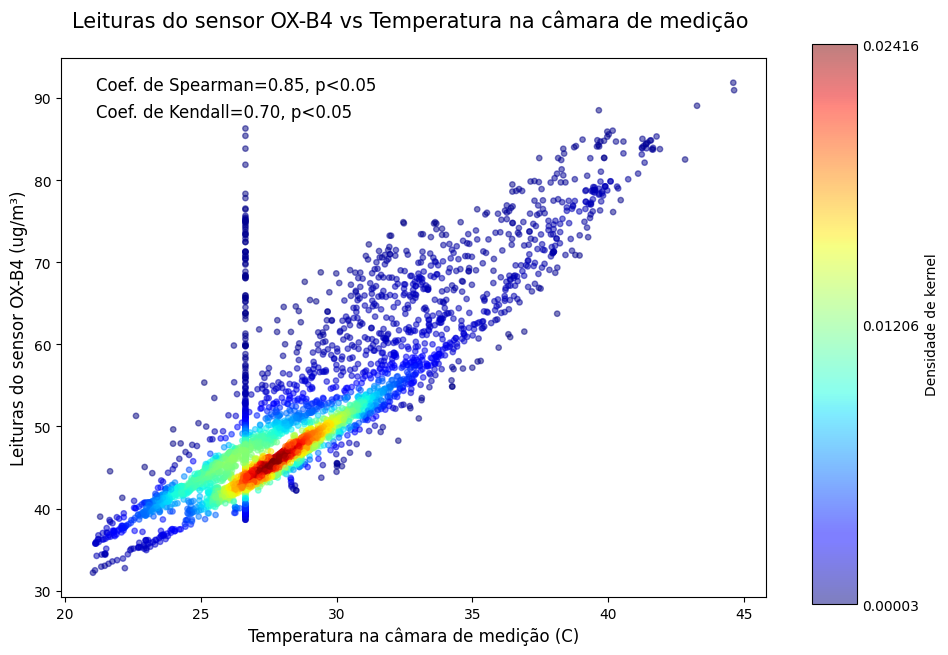 Leituras do sensor OX-B4 vs Temperatura na câmara de medição
Coef. de Spearman=0.85, p<0.05
Coef. de Kendall=0.70, p<0.05
Leituras do sensor OX-B4 (ug/m³)
90
80
70
60
50
40
30
20
25
30
35
40
45
Temperatura na câmara de medição (C)
0.02416
0.01206
0.00003
Densidade de kernel